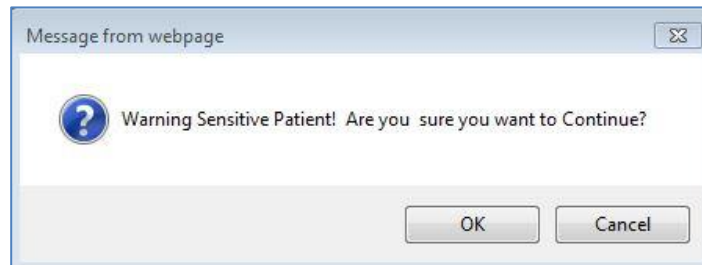 Message from webpage
Warning Sensitive Patient!  Are you  sure you want to Continue?
OK
Cancel